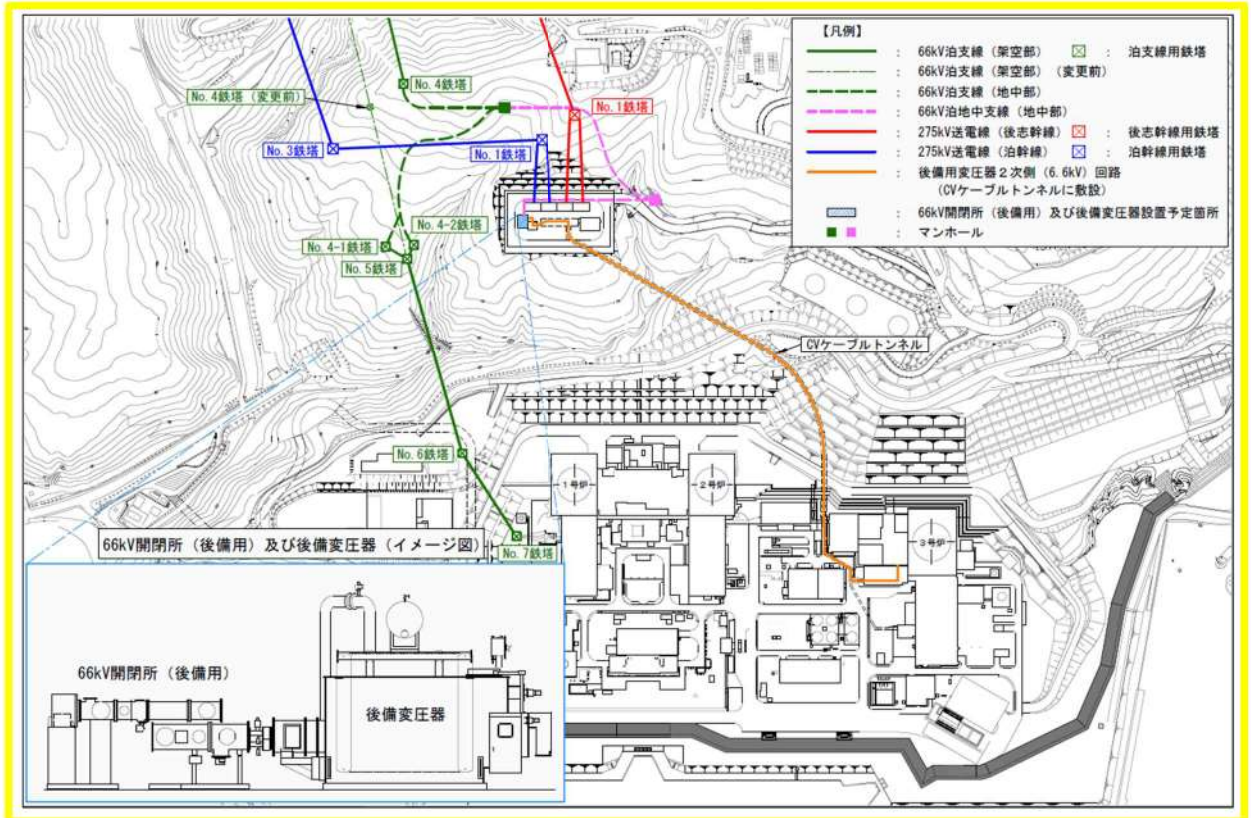 【凡例】
： 66kV泊支線（架空部） ： 泊支線用鉄塔
： 66kV泊支線（架空部）（変更前）
： 66kV泊支線（地中部）
： 66kV泊地中支線（地中部）
： 275kV送電線（後志幹線） ： 後志幹線用鉄塔
： 275kV送電線（泊幹線） ： 泊幹線用鉄塔
： 後備用変圧器２次側（6.6kV）回路
（CVケーブルトンネルに敷設）
： 66kV開閉所（後備用）及び後備変圧器設置予定箇所
： マンホール
No.4鉄塔
No.4鉄塔（変更前）
No.1鉄塔
No.3鉄塔
No.1鉄塔
No.4-2鉄塔
No.4-1鉄塔
No.5鉄塔
CVケーブルトンネル
No.6鉄塔
１号炉
２号炉
３号炉
No.7鉄塔
66kV開閉所（後備用）及び後備変圧器（イメージ図）
66kV開閉所（後備用）
後備変圧器